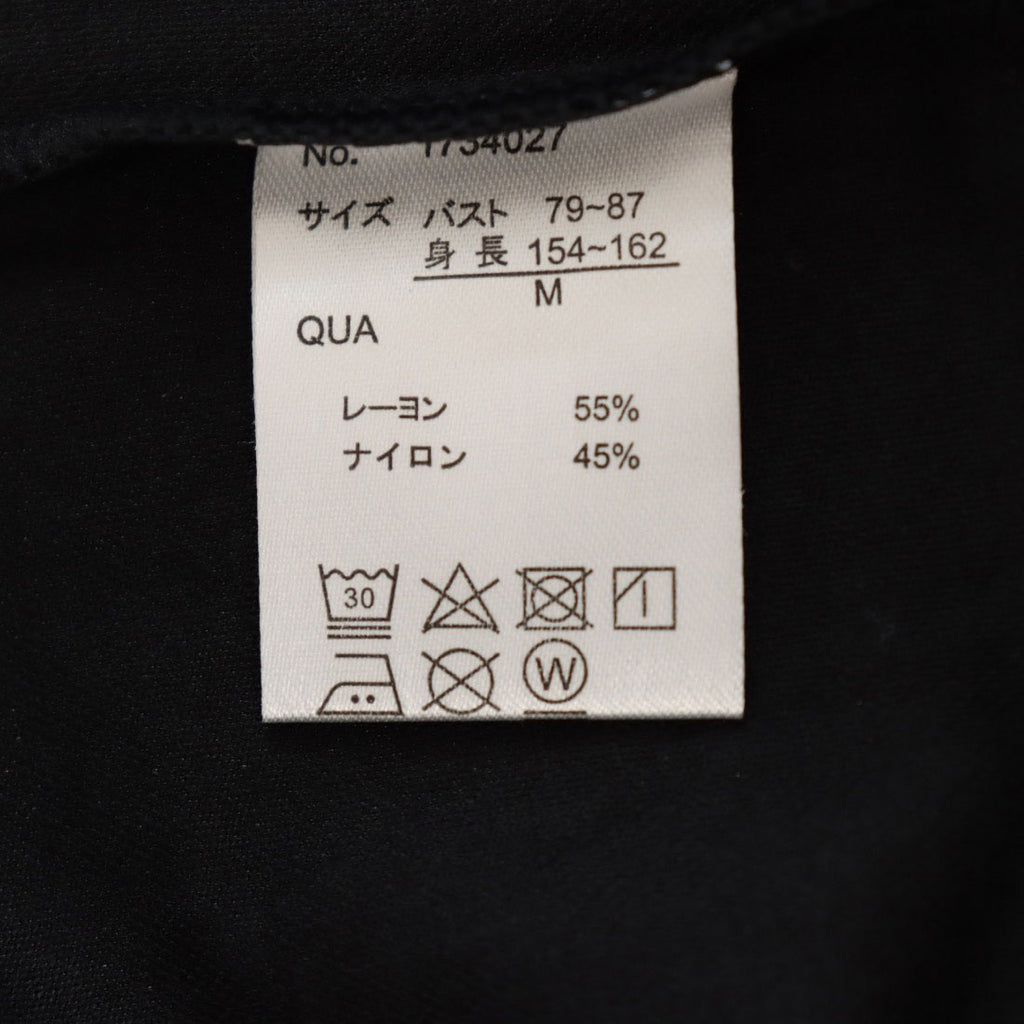 No. 1734027
サイズ バスト 79~87
身長 154~162
M
QUA
レーヨン 55%
ナイロン 45%
30
W